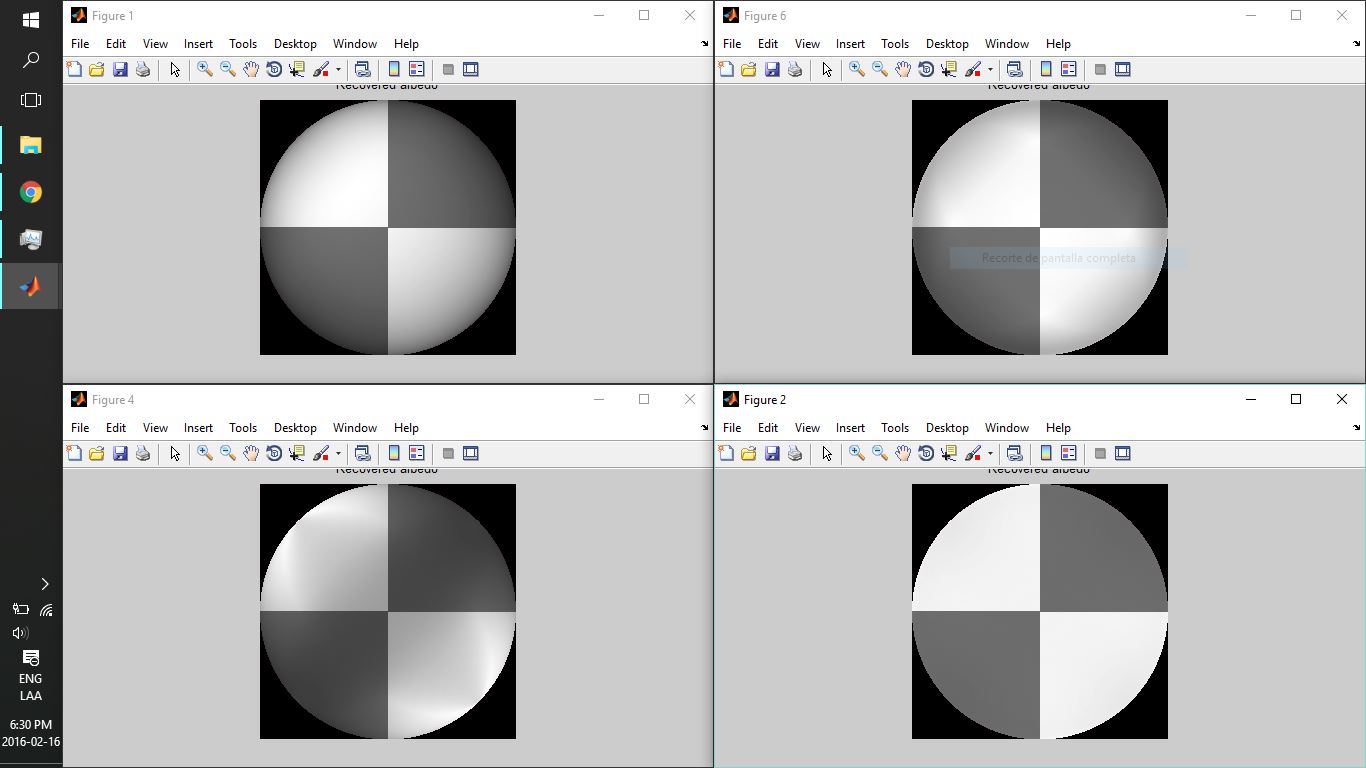 Figure 1
File Edit View Insert Tools Desktop Window Help
Recovered albedo
Figure 6
File Edit View Insert Tools Desktop Window Help
Recovered albedo
Recorte de pantalla completa
Figure 4
File Edit View Insert Tools Desktop Window Help
Recovered albedo
Figure 2
File Edit View Insert Tools Desktop Window Help
Recovered albedo
ENG
LAA
6:30 PM
2016-02-16